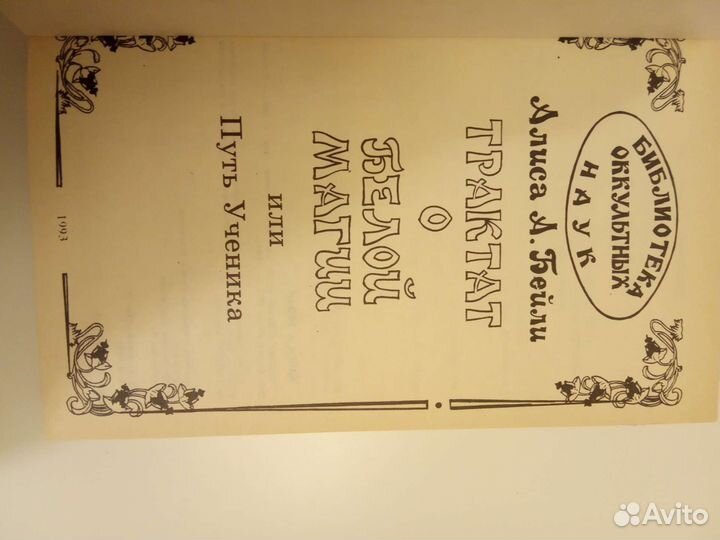 БИБЛИОТЕКА
ОККУЛЬТНЫХ
НАУК
Алиса А. Бейли
ТРАКТАТ
О
БЕЛОЙ
МАГИИ
или
Путь Ученика
1993
Avito